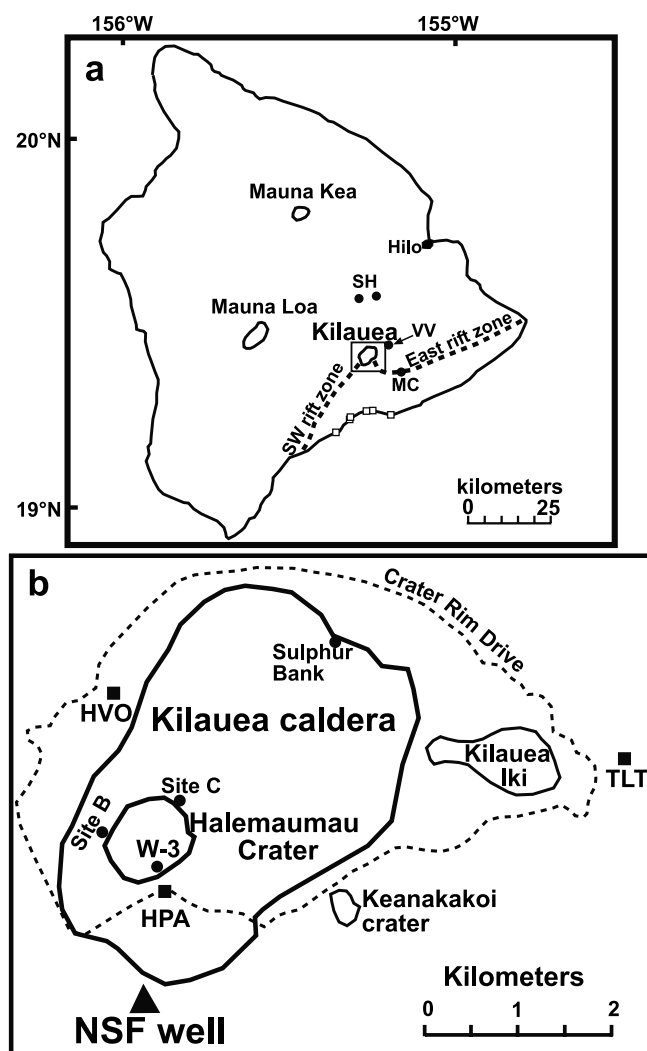 156°W
155°W
a
20°N
Mauna Kea
Hilo
SH
Mauna Loa
Kilauea
VV
East rift zone
MC
SW rift zone
19°N
kilometers
0
25
b
Crater Rim Drive
Sulphur
Bank
HVO
Kilauea caldera
Kilauea
Iki
TLT
Site C
Site B
Halemaumau
Crater
W-3
HPA
Keanakakoi
crater
Kilometers
0
1
2
NSF well